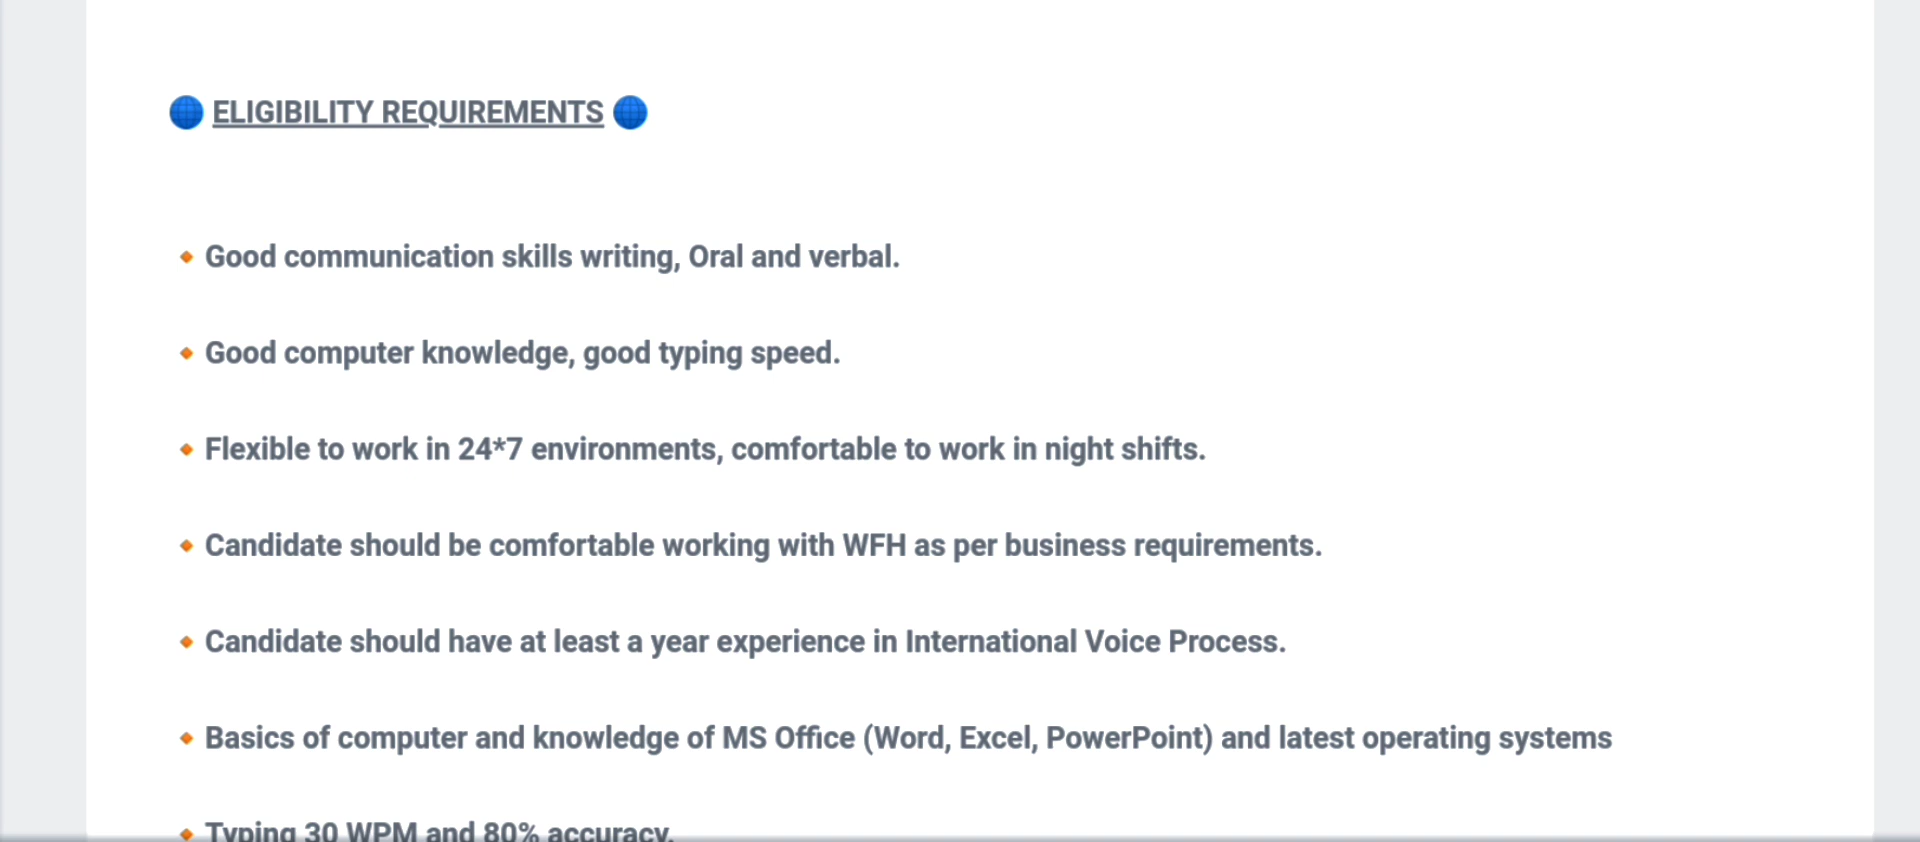 🌐 ELIGIBILITY REQUIREMENTS 🌐
🔸Good communication skills writing, Oral and verbal.
🔸Good computer knowledge, good typing speed.
🔸Flexible to work in 24*7 environments, comfortable to work in night shifts.
🔸Candidate should be comfortable working with WFH as per business requirements.
🔸Candidate should have at least a year experience in International Voice Process.
🔸Basics of computer and knowledge of MS Office (Word, Excel, PowerPoint) and latest operating systems
🔸Typing 30 WPM and 80% accuracy.